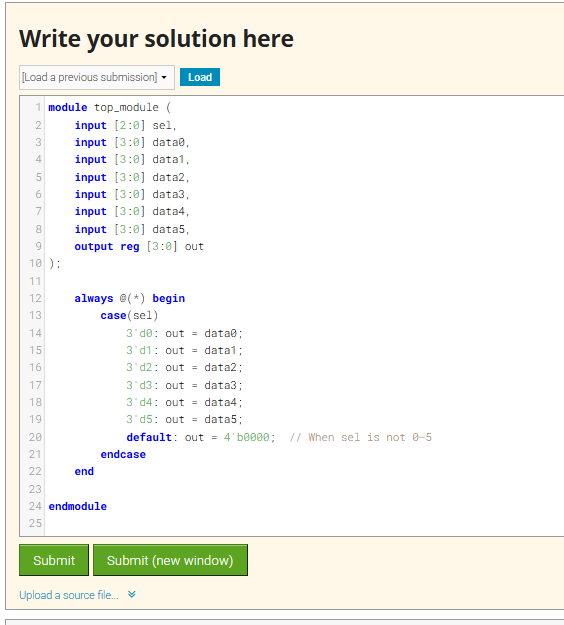 Write your solution here
[Load a previous submission]
Load
1 module top_module (
2 input [2:0] sel,
3 input [3:0] data0,
4 input [3:0] data1,
5 input [3:0] data2,
6 input [3:0] data3,
7 input [3:0] data4,
8 input [3:0] data5,
9 output reg [3:0] out
10 );
11
12 always @(*) begin
13 case(sel)
14 3'd0: out = data0;
15 3'd1: out = data1;
16 3'd2: out = data2;
17 3'd3: out = data3;
18 3'd4: out = data4;
19 3'd5: out = data5;
20 default: out = 4'b0000;  // When sel is not 0–5
21 endcase
22 end
23
24 endmodule
25
Submit
Submit (new window)
Upload a source file...